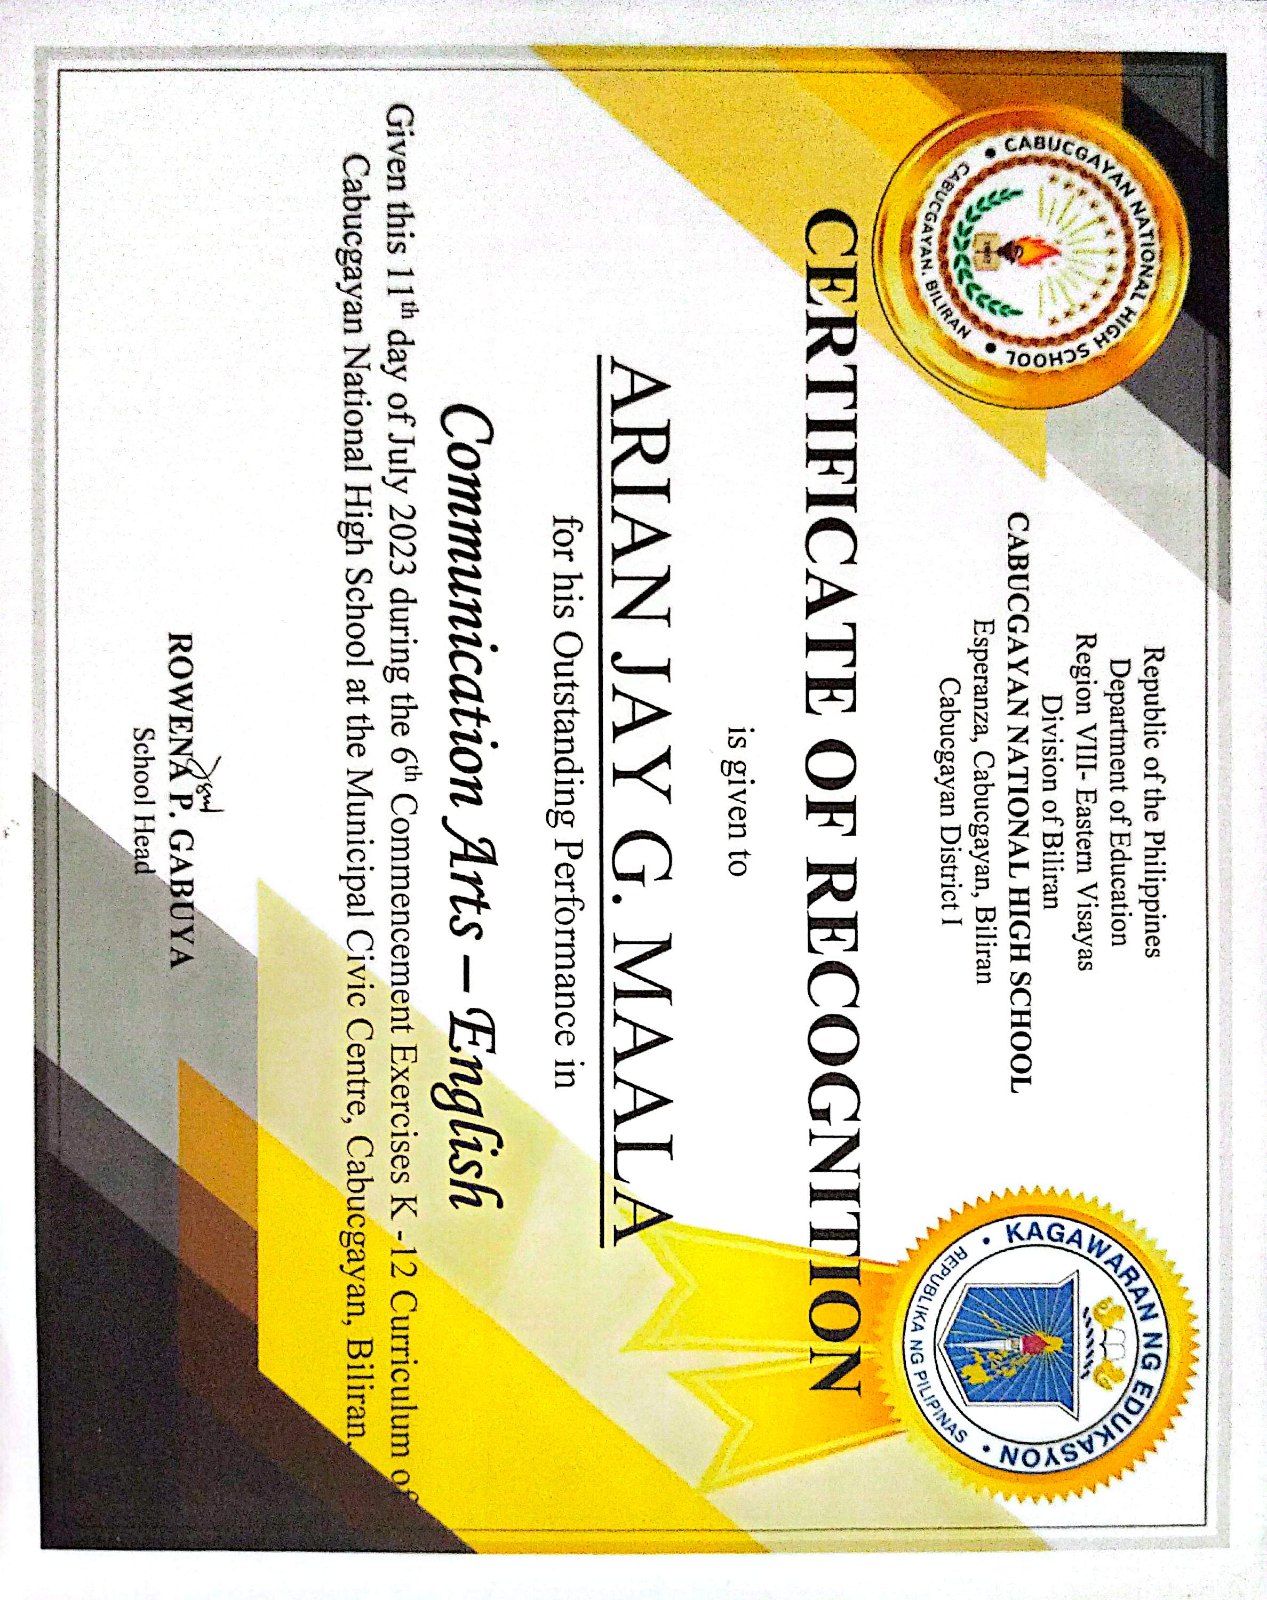 CABUCGAYAN NATIONAL HIGH SCHOOL
CABUCGAYAN, BILIRAN
Republic of the Philippines
Department of Education
Region VIII- Eastern Visayas
Division of Biliran
CABUCGAYAN NATIONAL HIGH SCHOOL
Esperanza, Cabucgayan, Biliran
Cabucgayan District I
KAGAWARAN NG EDUKASYON
REPUBLIKA NG PILIPINAS
CERTIFICATE OF RECOGNITION
is given to
ARIAN JAY G. MAALA
for his Outstanding Performance in
Communication Arts – English
Given this 11th day of July 2023 during the 6th Commencement Exercises K -12 Curriculum of
Cabucgayan National High School at the Municipal Civic Centre, Cabucgayan, Biliran.
ROWENA P. GABUYA
School Head